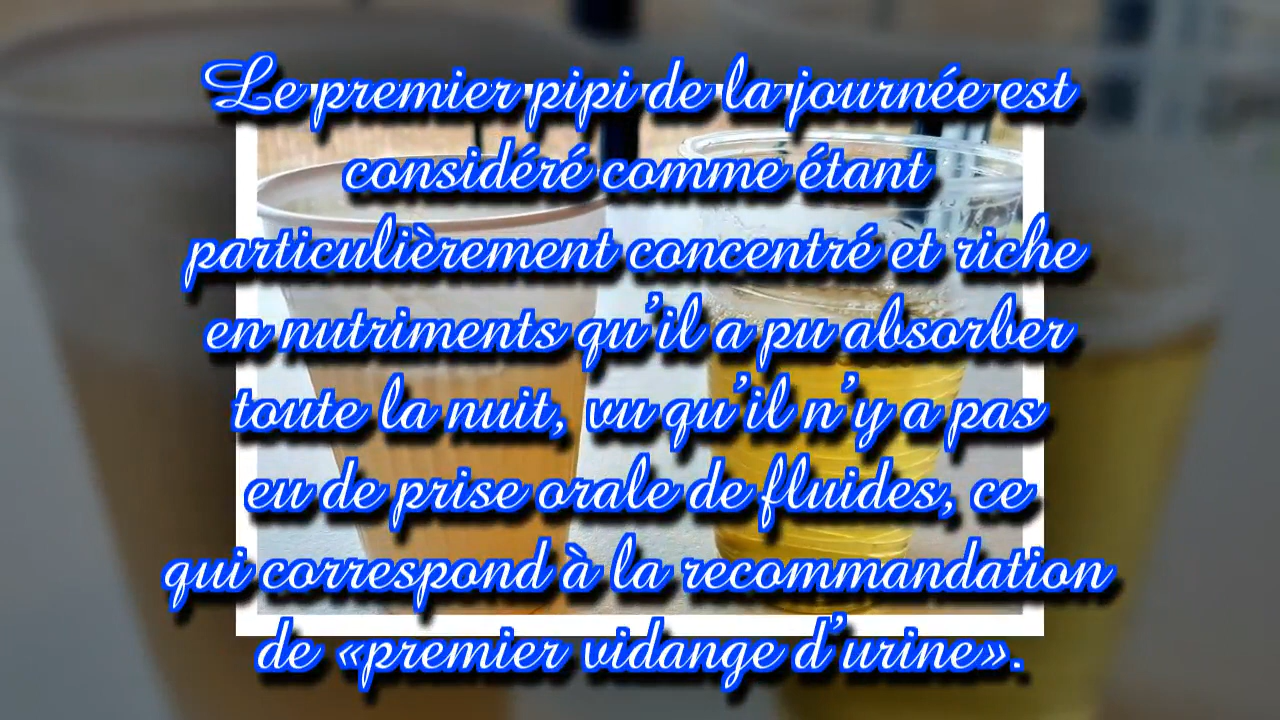 Le premier pipi de la journée est
considéré comme étant
particulièrement concentré et riche
en nutriments qu'il a pu absorber
toute la nuit, vu qu'il n'y a pas
eu de prise orale de fluides, ce
qui correspond à la recommandation
de «premier vidange d'urine».